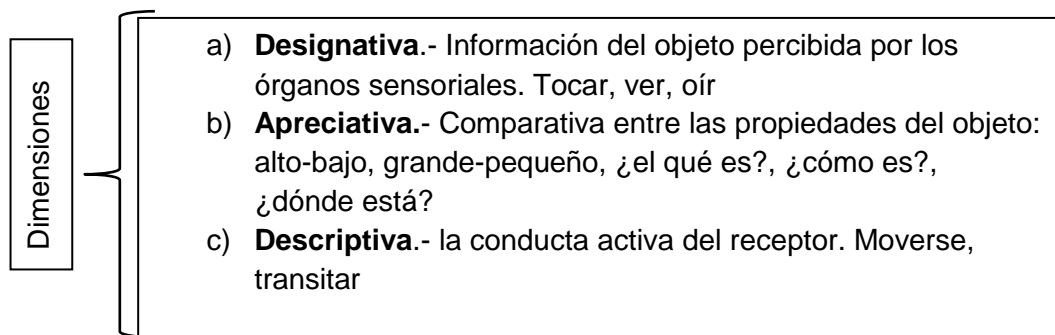 Dimensiones
a) Designativa.- Información del objeto percibida por los
órganos sensoriales. Tocar, ver, oír
b) Apreciativa.- Comparativa entre las propiedades del objeto:
alto-bajo, grande-pequeño, ¿el qué es?, ¿cómo es?,
¿dónde está?
c) Descriptiva.- la conducta activa del receptor. Moverse,
transitar